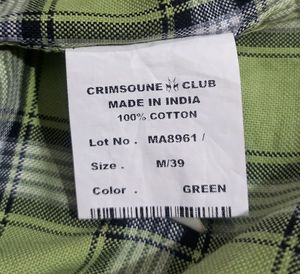 CRIMSOUNE CLUB
MADE IN INDIA
100% COTTON
Lot No . MA8961 /
Size . M/39
Color . GREEN